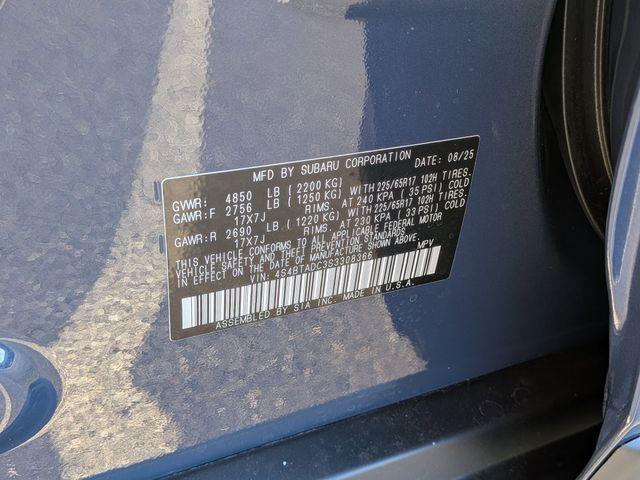 MFD BY SUBARU CORPORATION DATE: 08/25
GVWR: 4850 LB (2200 KG)
GAWR:F 2756 LB (1250 KG) WITH 225/65R17 102H TIRES.
17X7J RIMS. AT 240 KPA (35 PSI) COLD
GAWR:R 2690 LB (1220 KG) WITH 225/65R17 102H TIRES.
17X7J RIMS. AT 230 KPA (33 PSI) COLD
THIS VEHICLE CONFORMS TO ALL APPLICABLE FEDERAL MOTOR
VEHICLE SAFETY AND THEFT PREVENTION STANDARDS
IN EFFECT ON THE DATE OF MANUFACTURE SHOWN ABOVE.
VIN: 4S4BTADC3S3308366 MPV
ASSEMBLED BY SIA INC. MADE IN U.S.A.